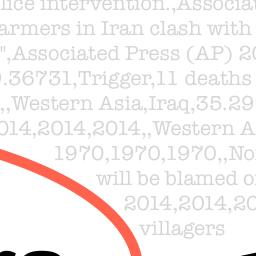 lice intervention.,Associat
armers in Iran clash with
",Associated Press (AP) 20
.36731,Trigger,11 deaths
,,Western Asia,Iraq,35.29
014,2014,2014,,Western A
1970,1970,1970,,No
will be blamed o
2014,2014,20
villagers